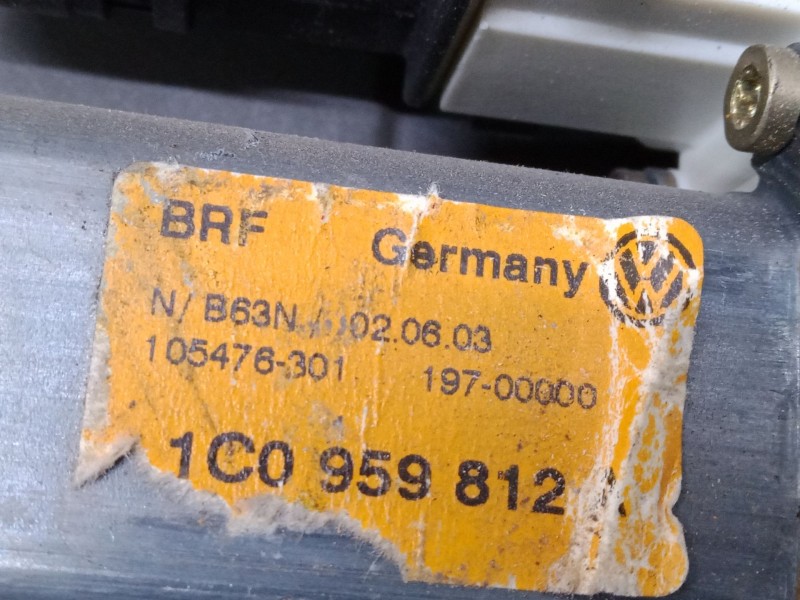 BRF Germany
N/ B63N / 02.06.03
105476-301 197-00000
1C0 959 812